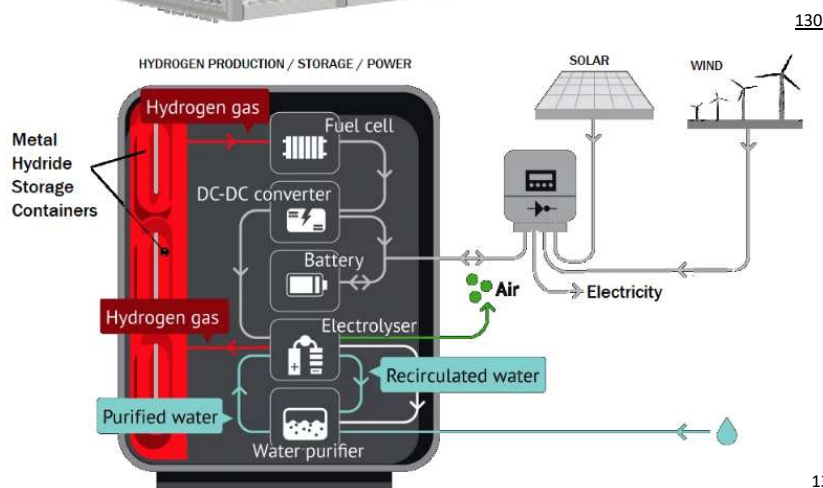 130
HYDROGEN PRODUCTION / STORAGE / POWER
SOLAR
WIND
Hydrogen gas
Fuel cell
Metal
Hydride
Storage
Containers
DC-DC converter
Battery
Air
Electricity
Hydrogen gas
Electrolyser
Recirculated water
Purified water
Water purifier